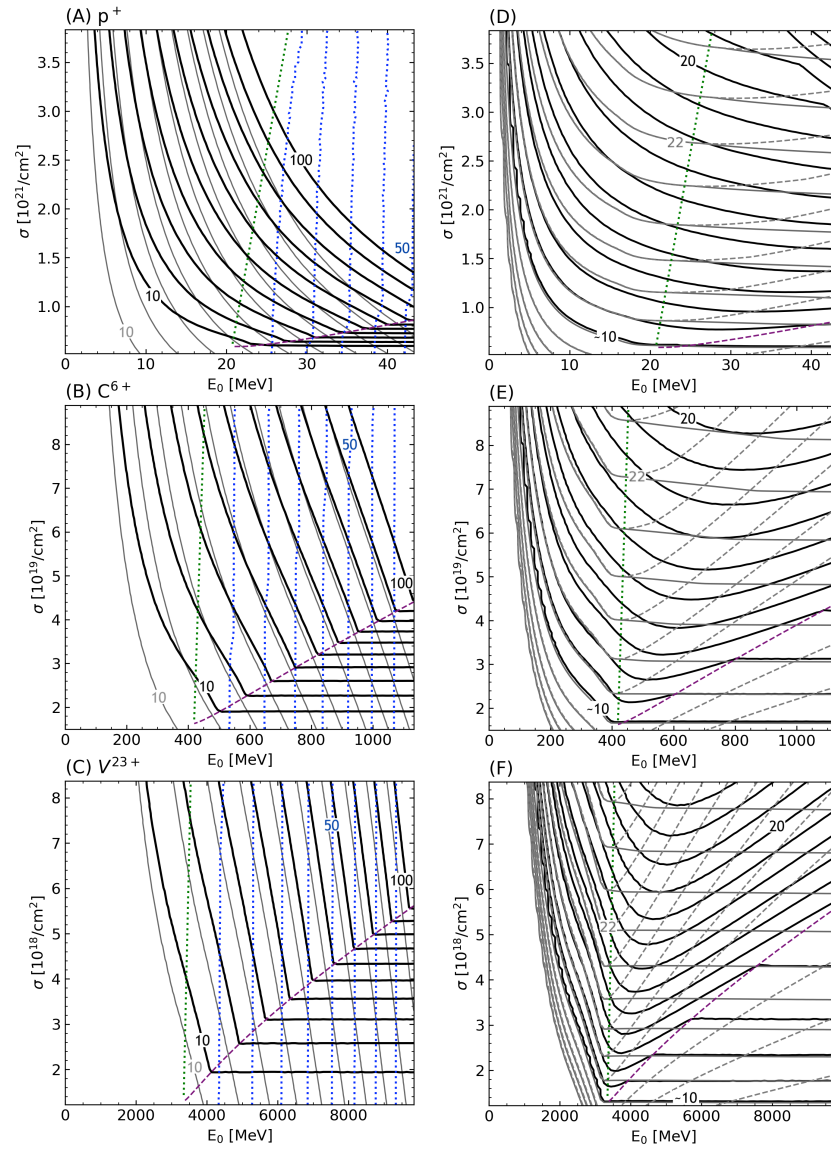 (A) p⁺
3.5
3.0
2.5
2.0
1.5
1.0
σ [10²¹/cm²]
100
50
10
10
0 10 20 30 40
E₀ [MeV]
(D)
3.5
3.0
2.5
2.0
1.5
1.0
σ [10²¹/cm²]
20
22
~10
0 10 20 30 40
E₀ [MeV]
(B) C⁶⁺
8
7
6
5
4
3
2
σ [10¹⁹/cm²]
50
100
10
10
0 200 400 600 800 1000
E₀ [MeV]
(E)
8
7
6
5
4
3
2
σ [10¹⁹/cm²]
20
22
~10
0 200 400 600 800 1000
E₀ [MeV]
(C) V²³⁺
8
7
6
5
4
3
2
σ [10¹⁸/cm²]
50
100
10
10
0 2000 4000 6000 8000
E₀ [MeV]
(F)
8
7
6
5
4
3
2
σ [10¹⁸/cm²]
20
22
~10
0 2000 4000 6000 8000
E₀ [MeV]